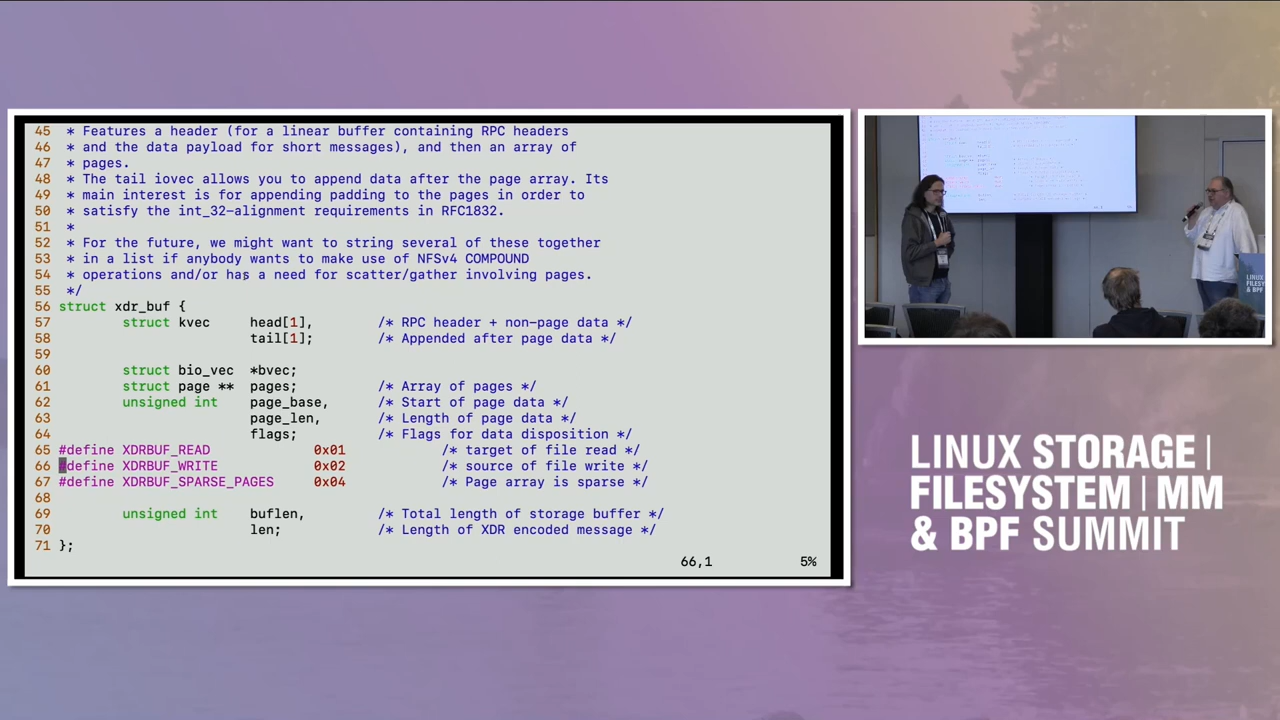 45 * Features a header (for a linear buffer containing RPC headers
46 * and the data payload for short messages), and then an array of
47 * pages.
48 * The tail iovec allows you to append data after the page array. Its
49 * main interest is for appending padding to the pages in order to
50 * satisfy the int_32-alignment requirements in RFC1832.
51 *
52 * For the future, we might want to string several of these together
53 * in a list if anybody wants to make use of NFSv4 COMPOUND
54 * operations and/or has a need for scatter/gather involving pages.
55 */
56 struct xdr_buf {
57 struct kvec head[1], /* RPC header + non-page data */
58 tail[1]; /* Appended after page data */
59
60 struct bio_vec *bvec;
61 struct page ** pages; /* Array of pages */
62 unsigned int page_base, /* Start of page data */
63 page_len, /* Length of page data */
64 flags; /* Flags for data disposition */
65 #define XDRBUF_READ 0x01 /* target of file read */
66 #define XDRBUF_WRITE 0x02 /* source of file write */
67 #define XDRBUF_SPARSE_PAGES 0x04 /* Page array is sparse */
68
69 unsigned int buflen, /* Total length of storage buffer */
70 len; /* Length of XDR encoded message */
71 };
66,1 5%
LINUX
FILESY
& BPF
LINUX STORAGE |
FILESYSTEM | MM
& BPF SUMMIT